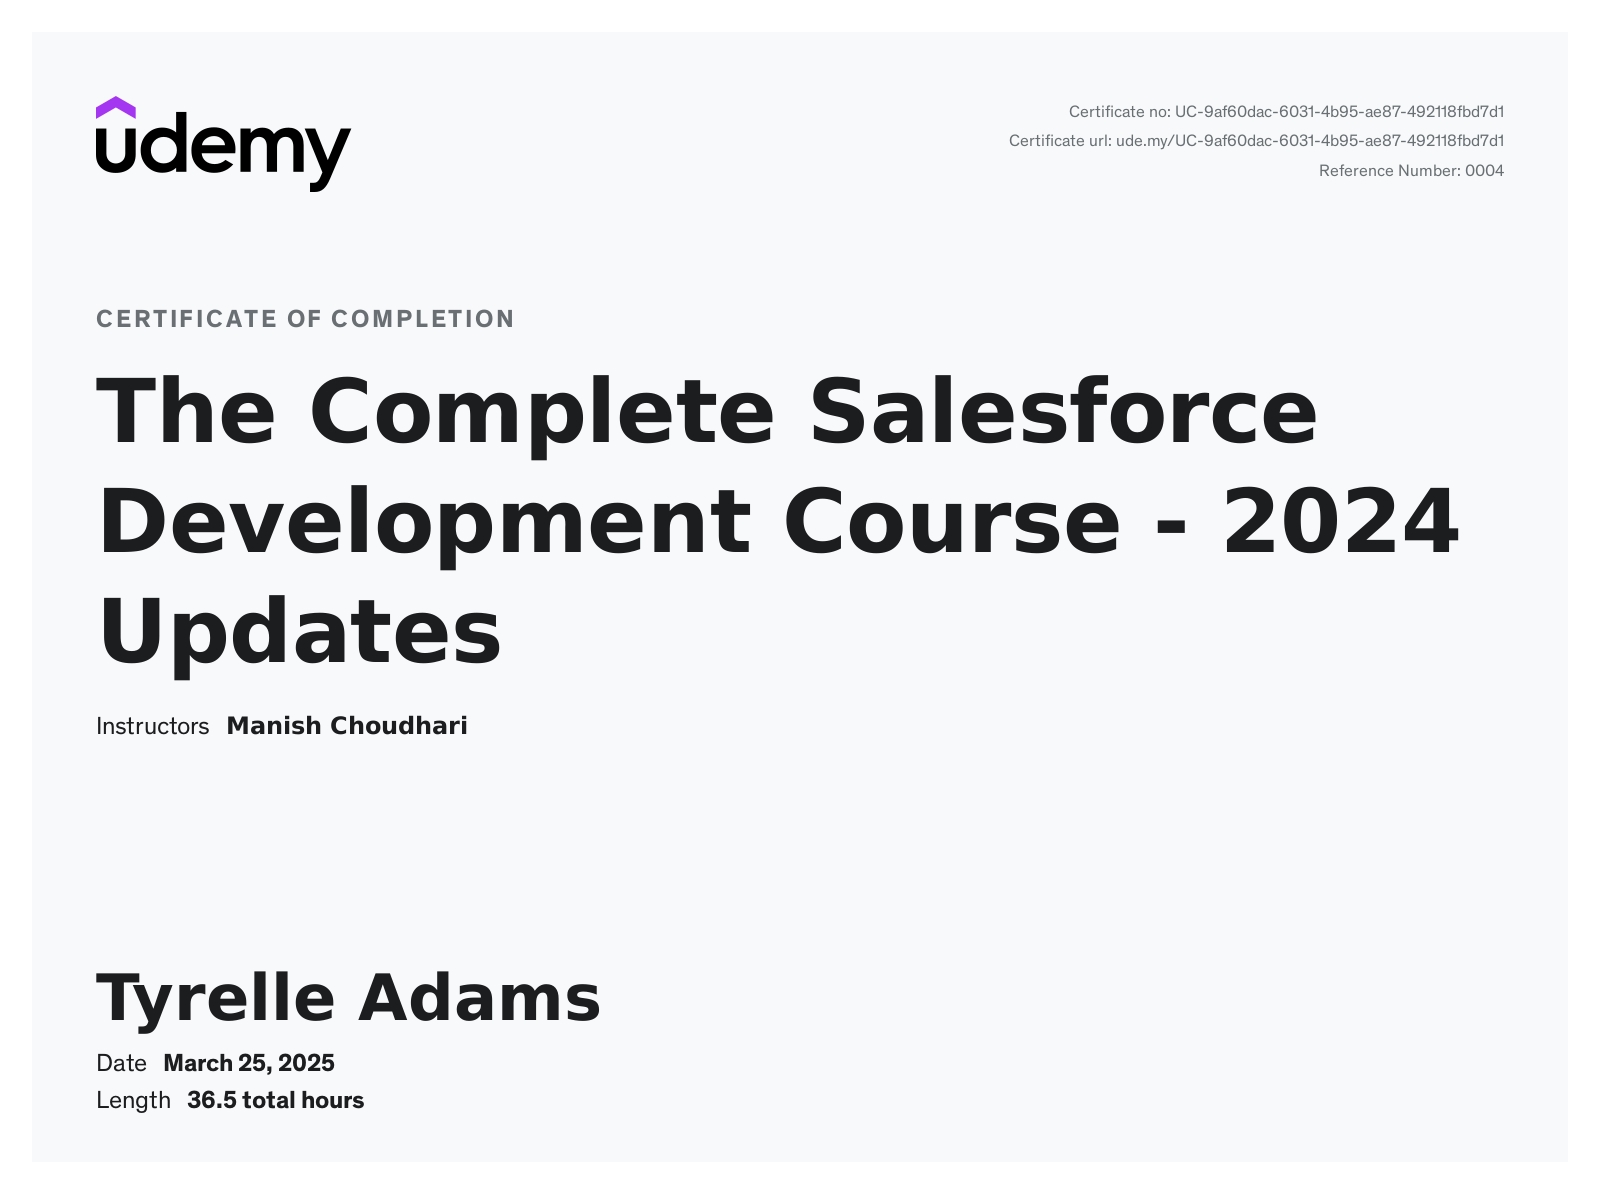 udemy
Certificate no: UC-9af60dac-6031-4b95-ae87-492118fbd7d1
Certificate url: ude.my/UC-9af60dac-6031-4b95-ae87-492118fbd7d1
Reference Number: 0004
CERTIFICATE OF COMPLETION
The Complete Salesforce
Development Course - 2024
Updates
Instructors Manish Choudhari
Tyrelle Adams
Date March 25, 2025
Length 36.5 total hours